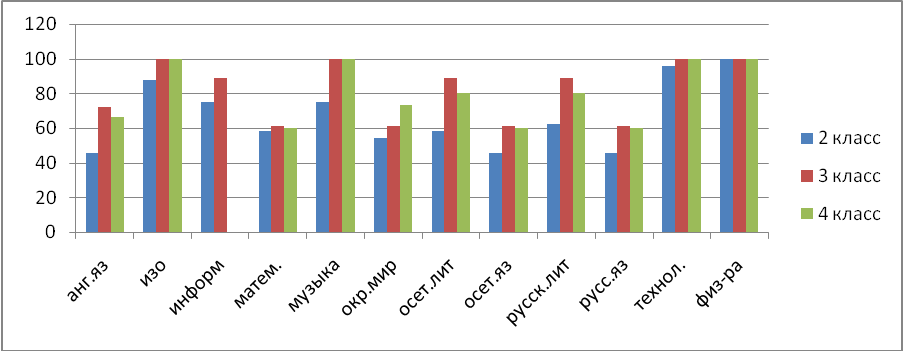 120
100
80
60
40
20
0
анг.яз
изо
информ
матем.
музыка
окр.мир
осет.лит
осет.яз
русск.лит
русс.яз
технол.
физ-ра
2 класс
3 класс
4 класс